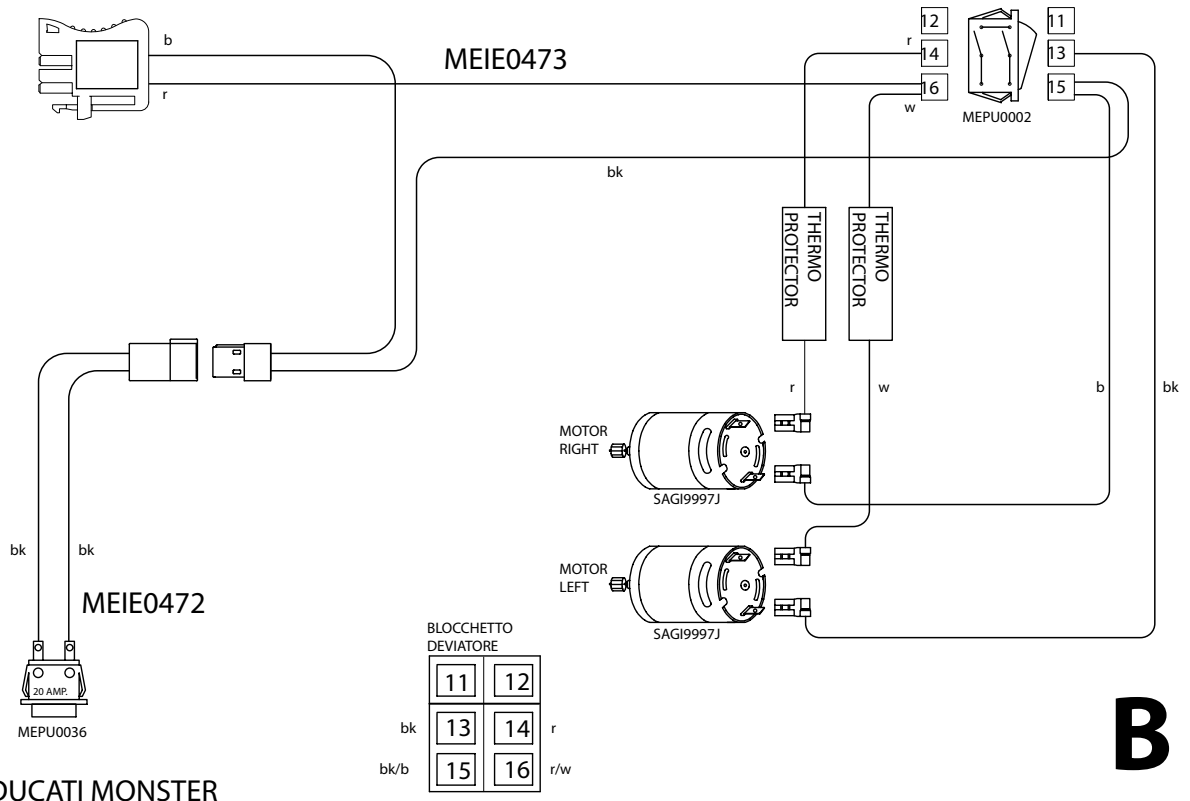 b
MEIE0473
r
12
11
r
14
13
16
15
w
MEPU0002
bk
THERMO
PROTECTOR
THERMO
PROTECTOR
r
w
b
bk
MOTOR
RIGHT
SAGI9997J
MOTOR
LEFT
SAGI9997J
bk
bk
MEIE0472
20 AMP.
MEPU0036
BLOCCHETTO
DEVIATORE
11 12
bk 13 14 r
bk/b 15 16 r/w
B
DUCATI MONSTER